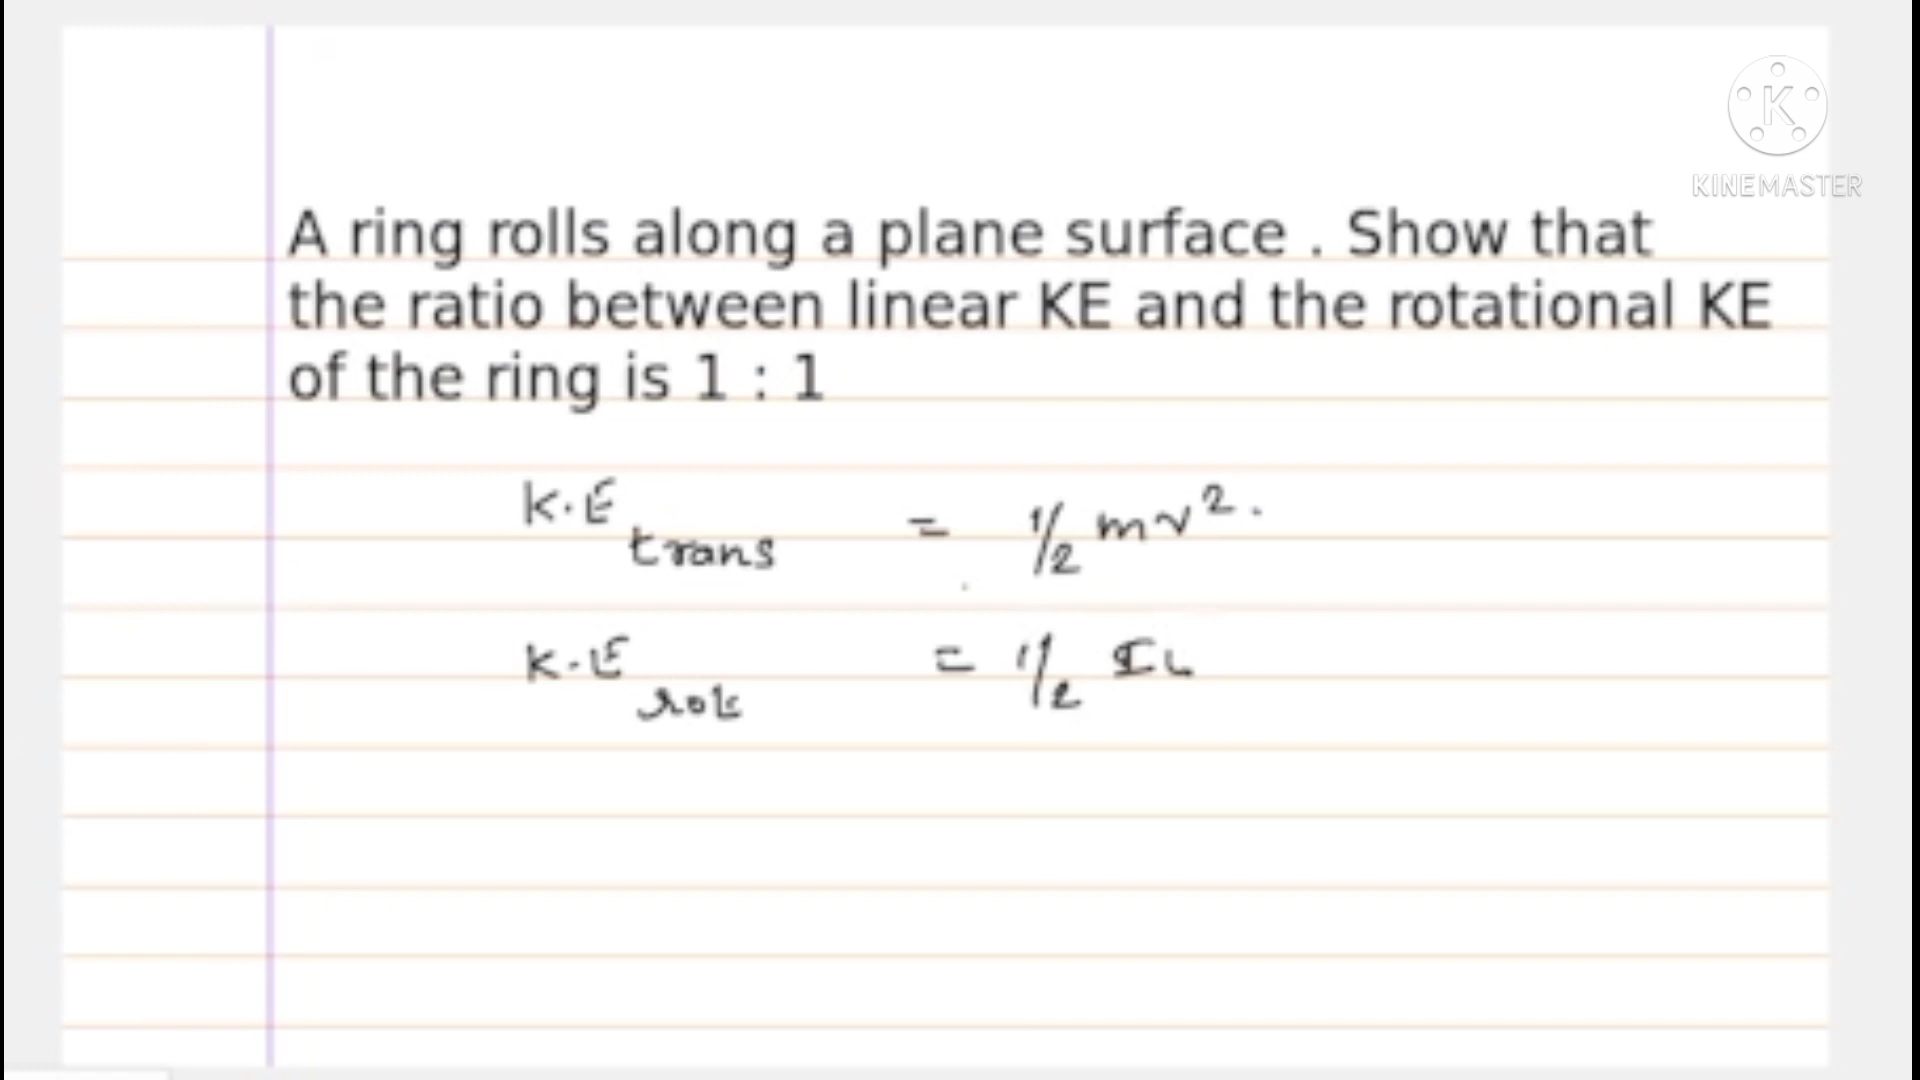 K
KINEMASTER
A ring rolls along a plane surface . Show that
the ratio between linear KE and the rotational KE
of the ring is 1 : 1
K.E trans = 1/2 mv².
K.E rot = 1/2 I